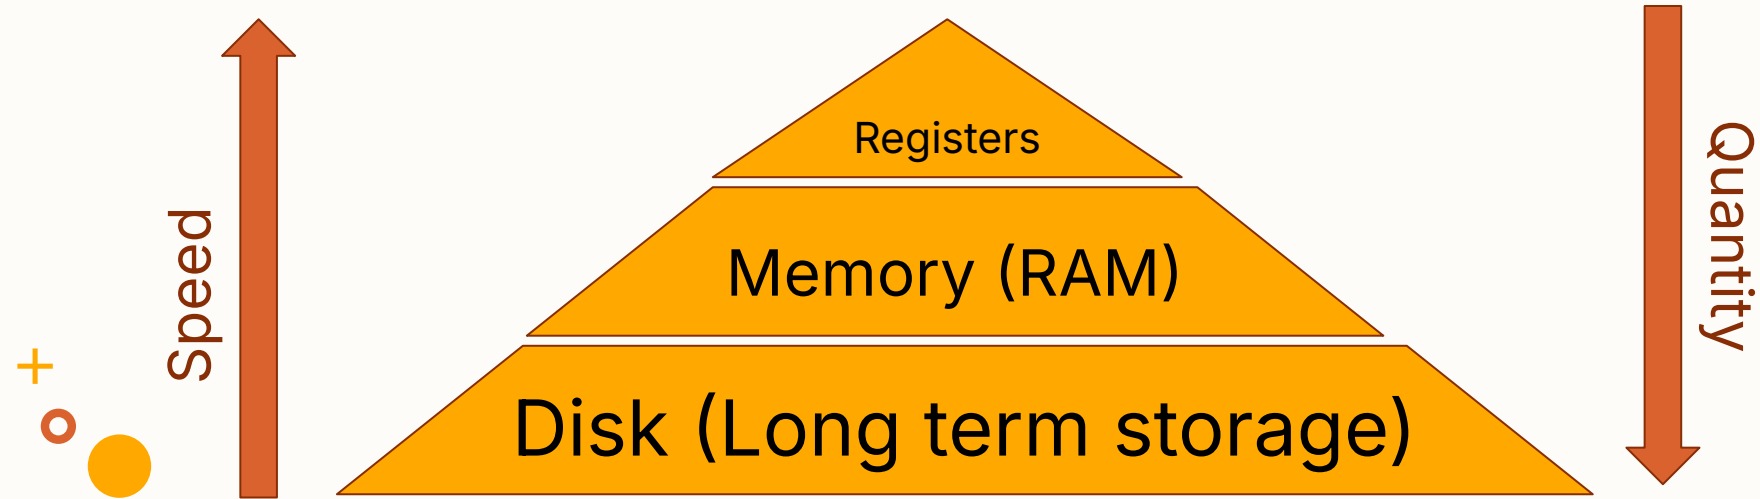 Registers
Speed
Quantity
Memory (RAM)
Disk (Long term storage)